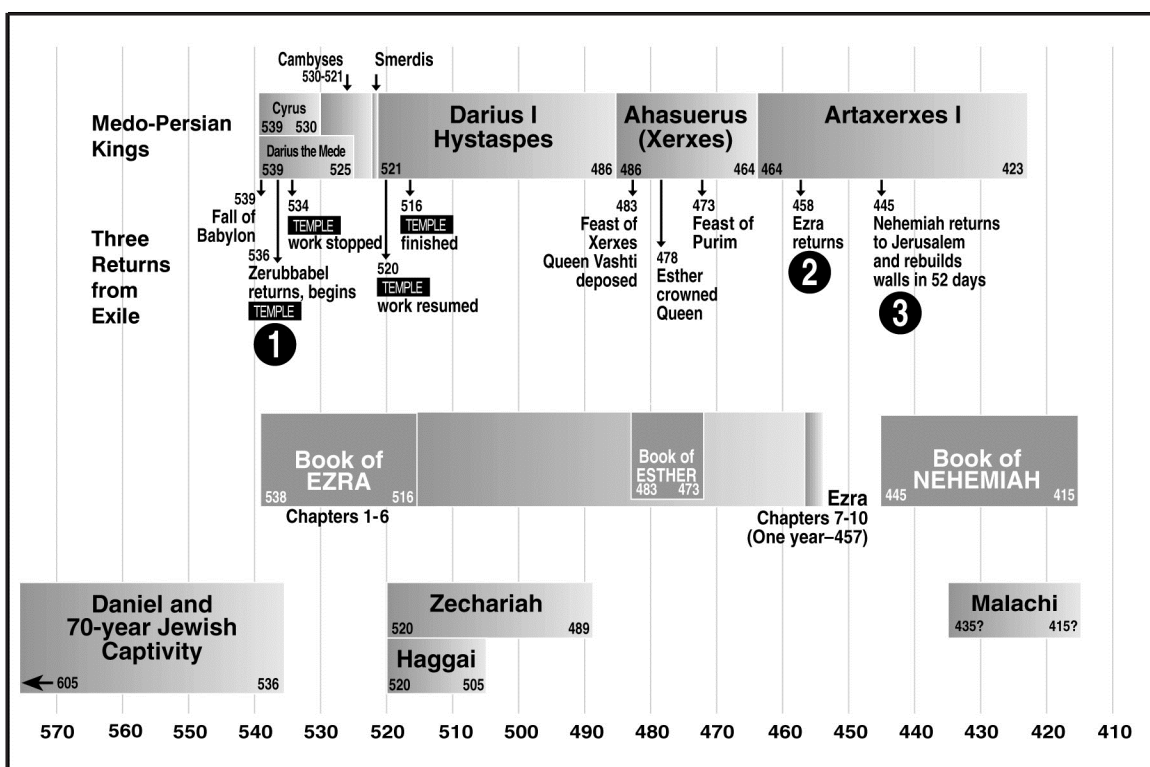 Cambyses
530-521
Smerdis
Medo-Persian
Kings
Cyrus
539 530
Darius the Mede
539 525
Darius I
Hystaspes
521 486
Ahasuerus
(Xerxes)
486 464
Artaxerxes I
464 423
Three
Returns
from
Exile
539
Fall of
Babylon
536
Zerubbabel
returns, begins
TEMPLE
1
534
TEMPLE
work stopped
520
TEMPLE
work resumed
516
TEMPLE
finished
483
Feast of
Xerxes
Queen Vashti
deposed
478
Esther
crowned
Queen
473
Feast of
Purim
458
Ezra
returns
2
445
Nehemiah returns
to Jerusalem
and rebuilds
walls in 52 days
3
Book of
EZRA
538 516
Chapters 1-6
Book of
ESTHER
483 473
Ezra
Chapters 7-10
(One year–457)
Book of
NEHEMIAH
445 415
Daniel and
70-year Jewish
Captivity
605 536
Zechariah
520 489
Haggai
520 505
Malachi
435? 415?
570 560 550 540 530 520 510 500 490 480 470 460 450 440 430 420 410